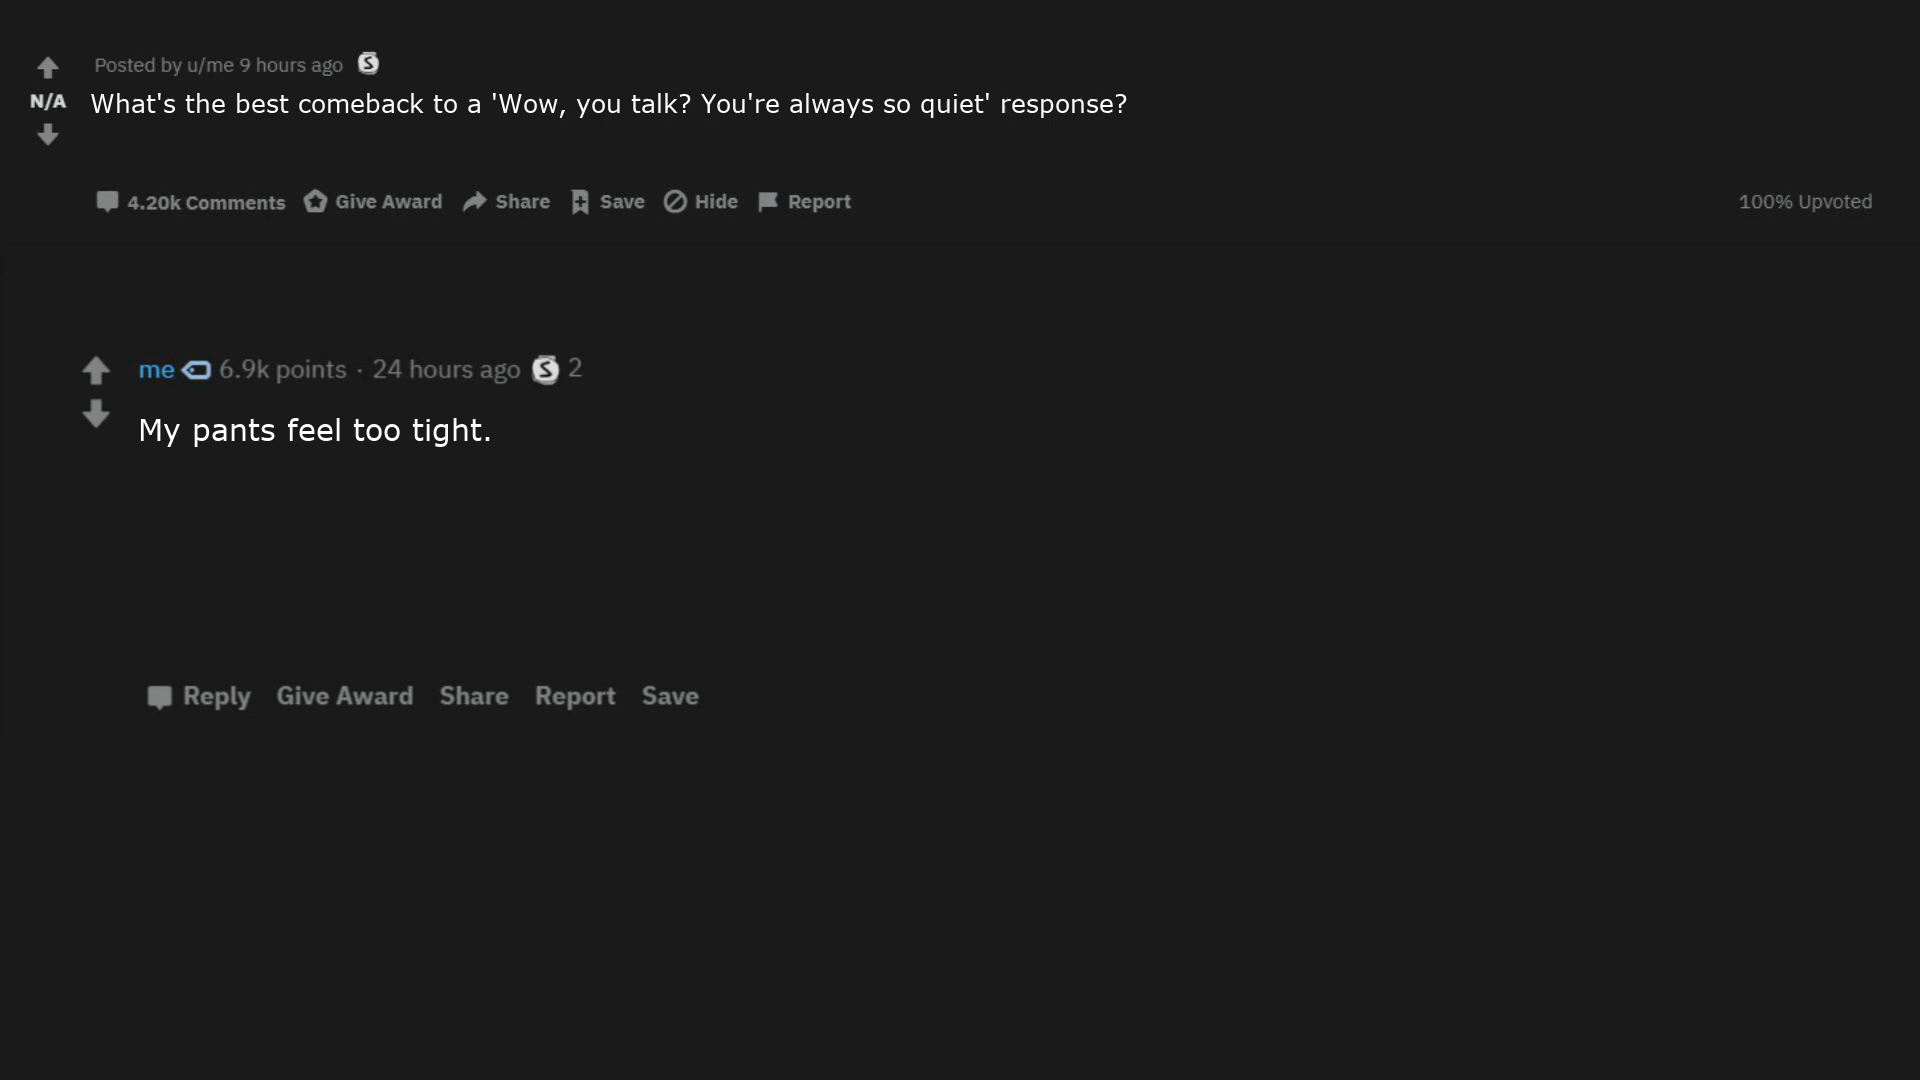 Posted by u/me 9 hours ago S
N/A What's the best comeback to a 'Wow, you talk? You're always so quiet' response?
4.20k Comments Give Award Share Save Hide Report 100% Upvoted
me 6.9k points · 24 hours ago S 2
My pants feel too tight.
Reply Give Award Share Report Save